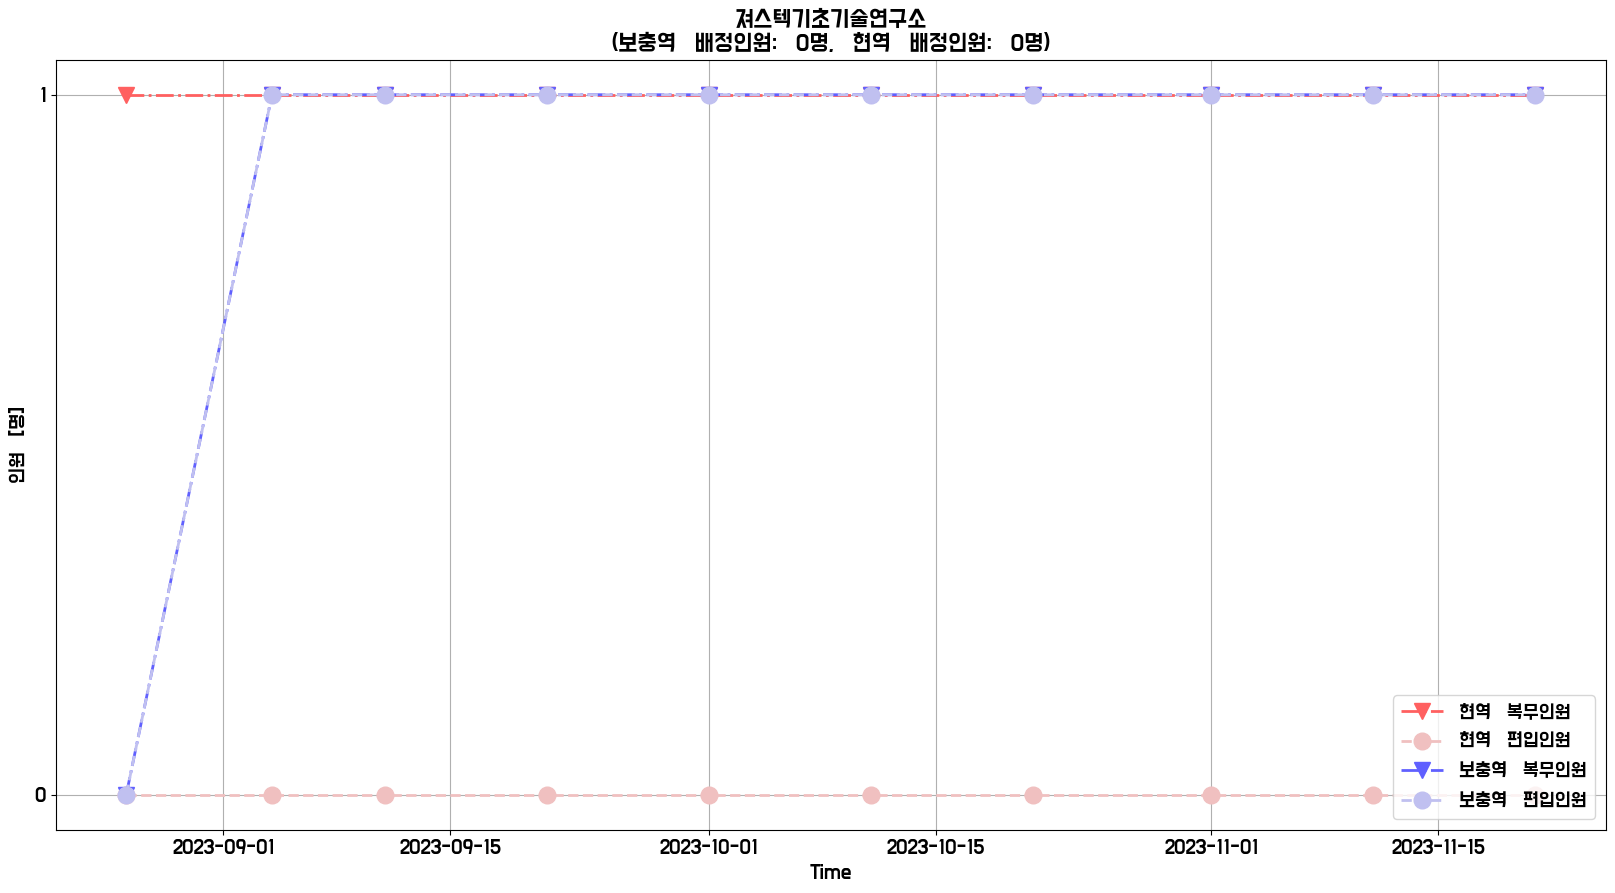 져스텍기초기술연구소
(보충역 배정인원: 0명, 현역 배정인원: 0명)
1
인원 [명]
0
현역 복무인원
현역 편입인원
보충역 복무인원
보충역 편입인원
2023-09-01 2023-09-15 2023-10-01 2023-10-15 2023-11-01 2023-11-15
Time